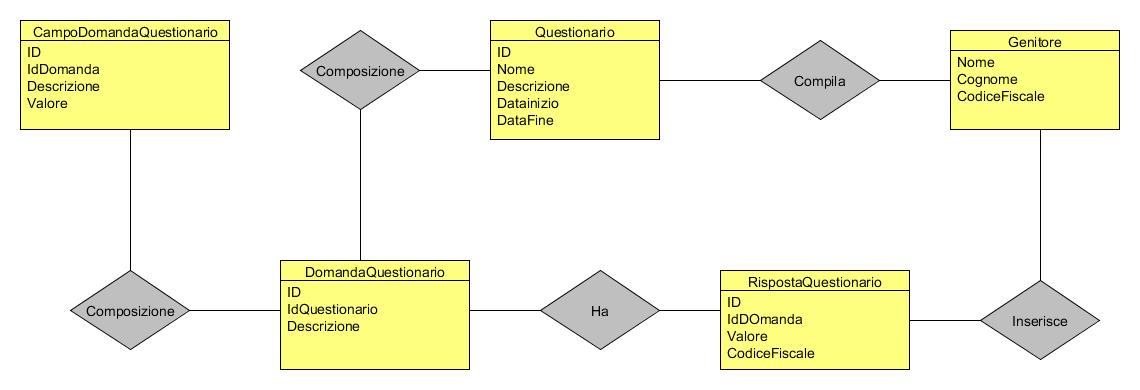 CampoDomandaQuestionario
ID
IdDomanda
Descrizione
Valore
Composizione
Questionario
ID
Nome
Descrizione
Datainizio
DataFine
Compila
Genitore
Nome
Cognome
CodiceFiscale
Composizione
DomandaQuestionario
ID
IdQuestionario
Descrizione
Ha
RispostaQuestionario
ID
IdDOmanda
Valore
CodiceFiscale
Inserisce